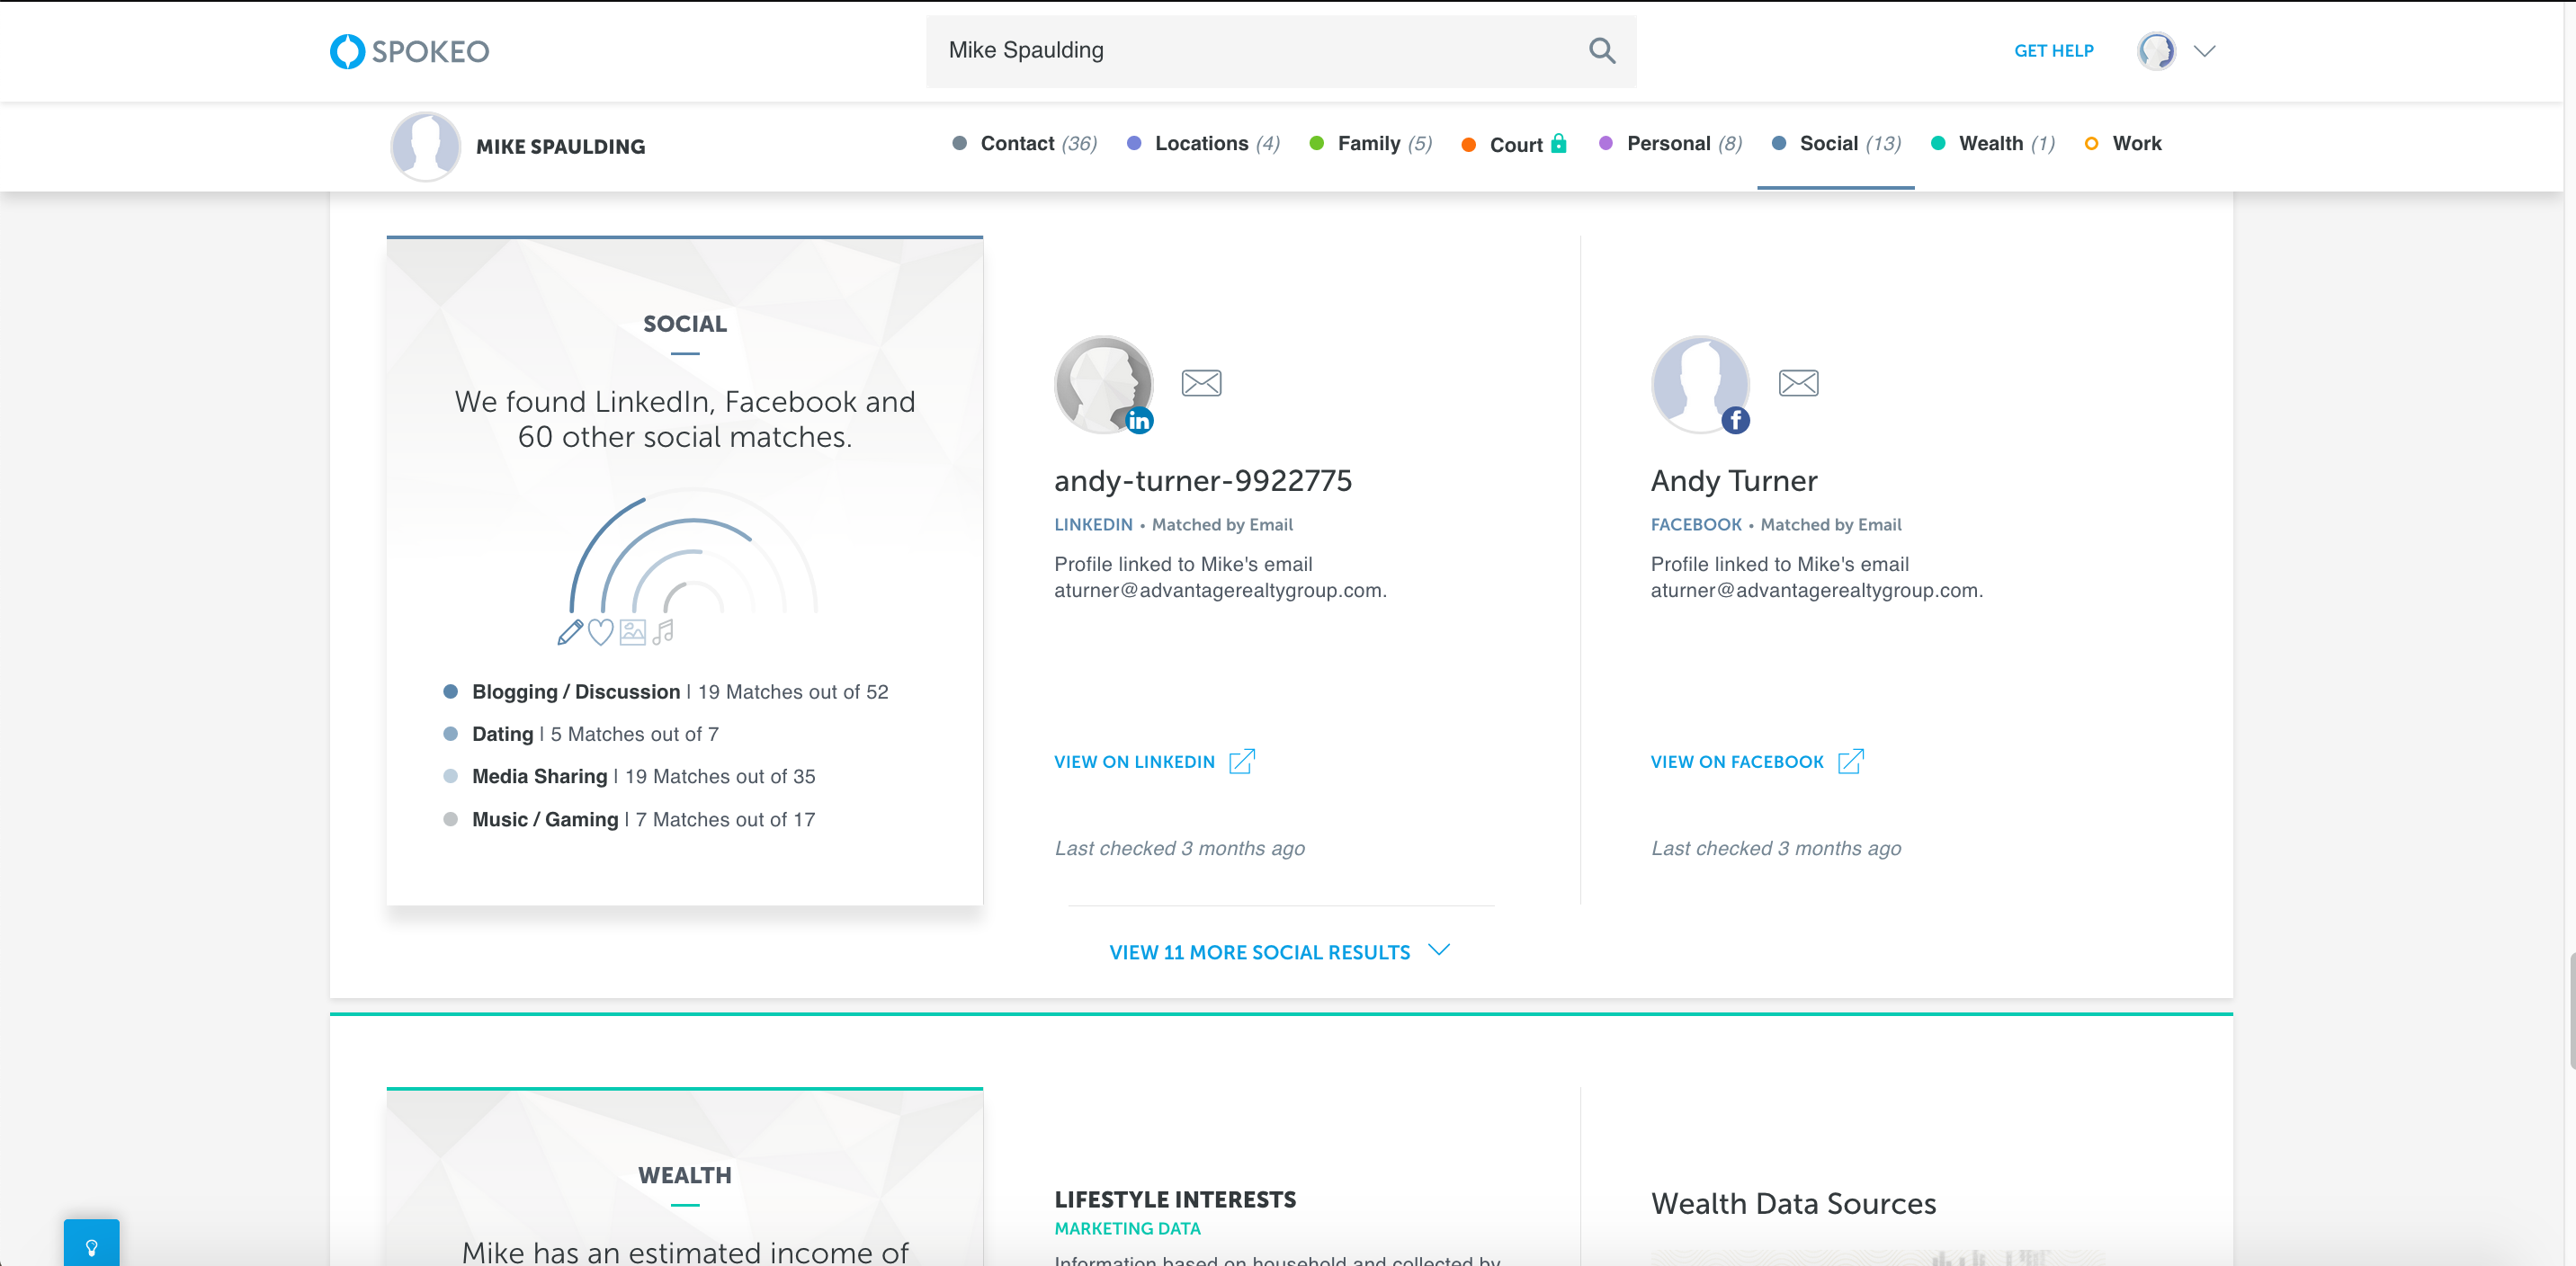 SPOKEO
Mike Spaulding
GET HELP
MIKE SPAULDING
Contact (36)
Locations (4)
Family (5)
Court
Personal (8)
Social (13)
Wealth (1)
Work
SOCIAL
We found LinkedIn, Facebook and
60 other social matches.
Blogging / Discussion | 19 Matches out of 52
Dating | 5 Matches out of 7
Media Sharing | 19 Matches out of 35
Music / Gaming | 7 Matches out of 17
in
andy-turner-9922775
LINKEDIN • Matched by Email
Profile linked to Mike's email
aturner@advantagerealtygroup.com.
VIEW ON LINKEDIN
Last checked 3 months ago
f
Andy Turner
FACEBOOK • Matched by Email
Profile linked to Mike's email
aturner@advantagerealtygroup.com.
VIEW ON FACEBOOK
Last checked 3 months ago
VIEW 11 MORE SOCIAL RESULTS
WEALTH
Mike has an estimated income of
LIFESTYLE INTERESTS
MARKETING DATA
Information based on household and collected by
Wealth Data Sources